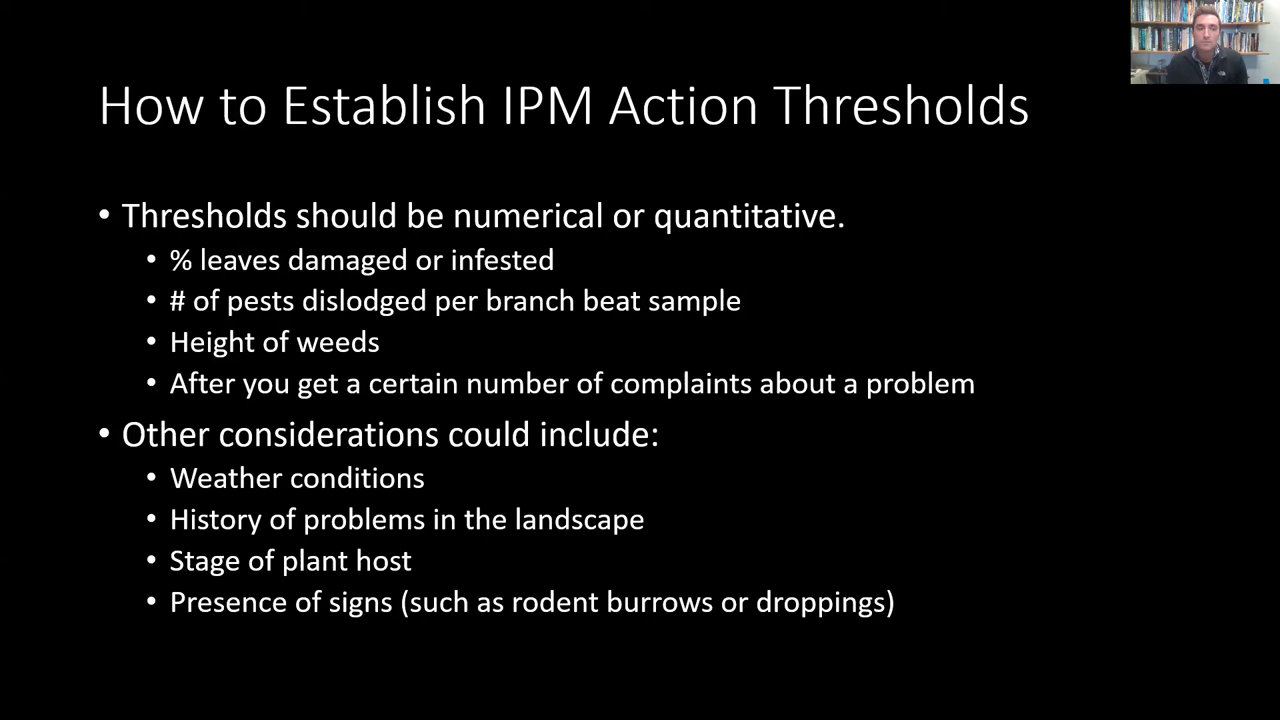 How to Establish IPM Action Thresholds
• Thresholds should be numerical or quantitative.
• % leaves damaged or infested
• # of pests dislodged per branch beat sample
• Height of weeds
• After you get a certain number of complaints about a problem
• Other considerations could include:
• Weather conditions
• History of problems in the landscape
• Stage of plant host
• Presence of signs (such as rodent burrows or droppings)